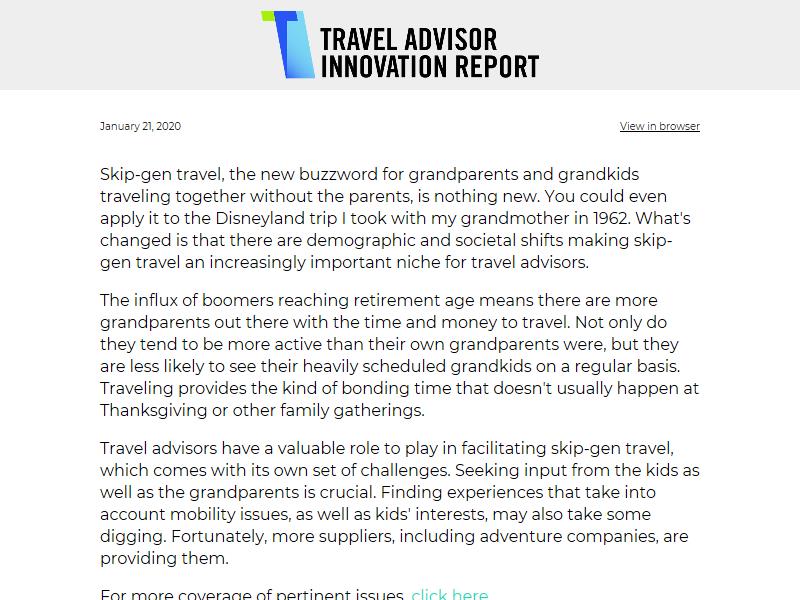 TRAVEL ADVISOR
INNOVATION REPORT
January 21, 2020
View in browser
Skip-gen travel, the new buzzword for grandparents and grandkids
traveling together without the parents, is nothing new. You could even
apply it to the Disneyland trip I took with my grandmother in 1962. What's
changed is that there are demographic and societal shifts making skip-
gen travel an increasingly important niche for travel advisors.
The influx of boomers reaching retirement age means there are more
grandparents out there with the time and money to travel. Not only do
they tend to be more active than their own grandparents were, but they
are less likely to see their heavily scheduled grandkids on a regular basis.
Traveling provides the kind of bonding time that doesn't usually happen at
Thanksgiving or other family gatherings.
Travel advisors have a valuable role to play in facilitating skip-gen travel,
which comes with its own set of challenges. Seeking input from the kids as
well as the grandparents is crucial. Finding experiences that take into
account mobility issues, as well as kids' interests, may also take some
digging. Fortunately, more suppliers, including adventure companies, are
providing them.
For more coverage of pertinent issues, click here